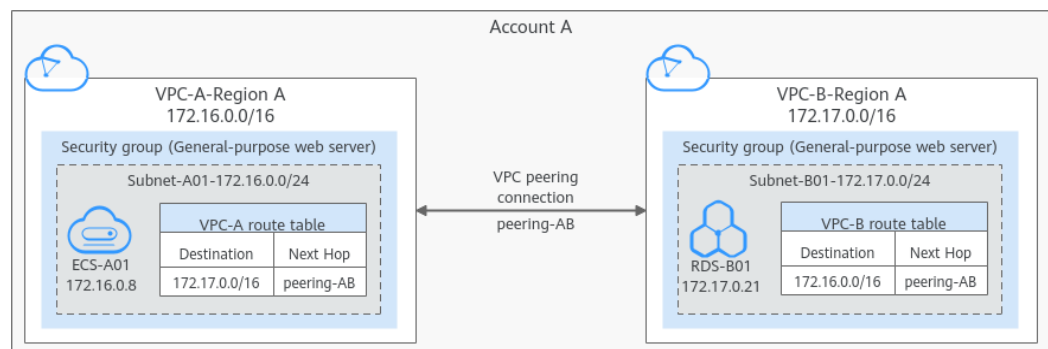 Account A
VPC-A-Region A
172.16.0.0/16
Security group (General-purpose web server)
Subnet-A01-172.16.0.0/24
ECS-A01
172.16.0.8
VPC-A route table
Destination Next Hop
172.17.0.0/16 peering-AB
VPC peering
connection
peering-AB
VPC-B-Region A
172.17.0.0/16
Security group (General-purpose web server)
Subnet-B01-172.17.0.0/24
RDS-B01
172.17.0.21
VPC-B route table
Destination Next Hop
172.16.0.0/16 peering-AB